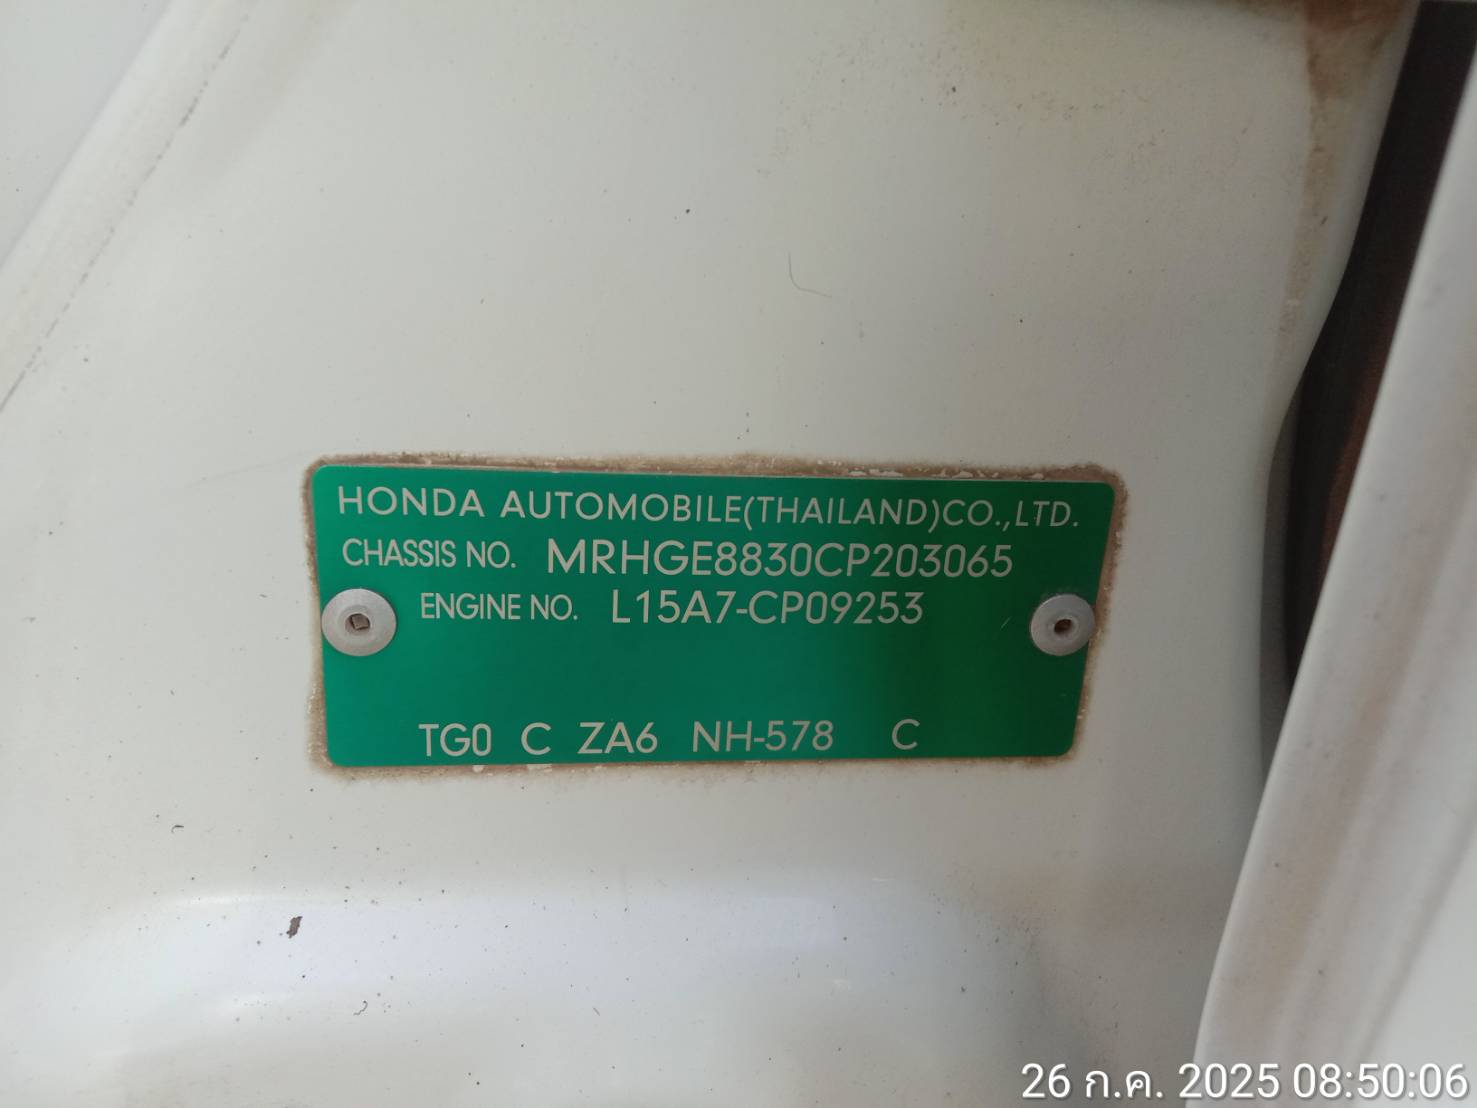 HONDA AUTOMOBILE(THAILAND)CO.,LTD.
CHASSIS NO. MRHGE8830CP203065
ENGINE NO. L15A7-CP09253
TG0 C ZA6 NH-578 C
26 ก.ค. 2025 08:50:06